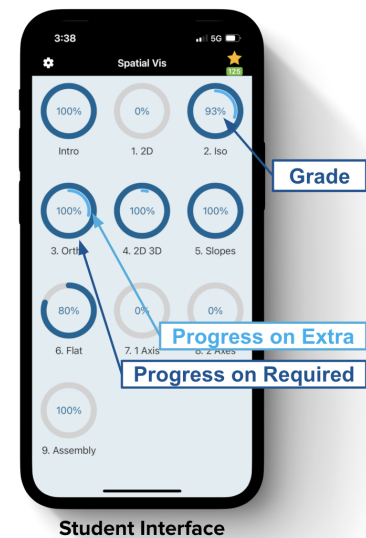 3:38 5G
Spatial Vis
125
100% 0% 93%
Intro 1. 2D 2. Iso
Grade
100% 100% 100%
3. Orth 4. 2D 3D 5. Slopes
80% 0% 0%
Progress on Extra
6. Flat 7. 1 Axis 8. 2 Axes
Progress on Required
100%
9. Assembly
Student Interface